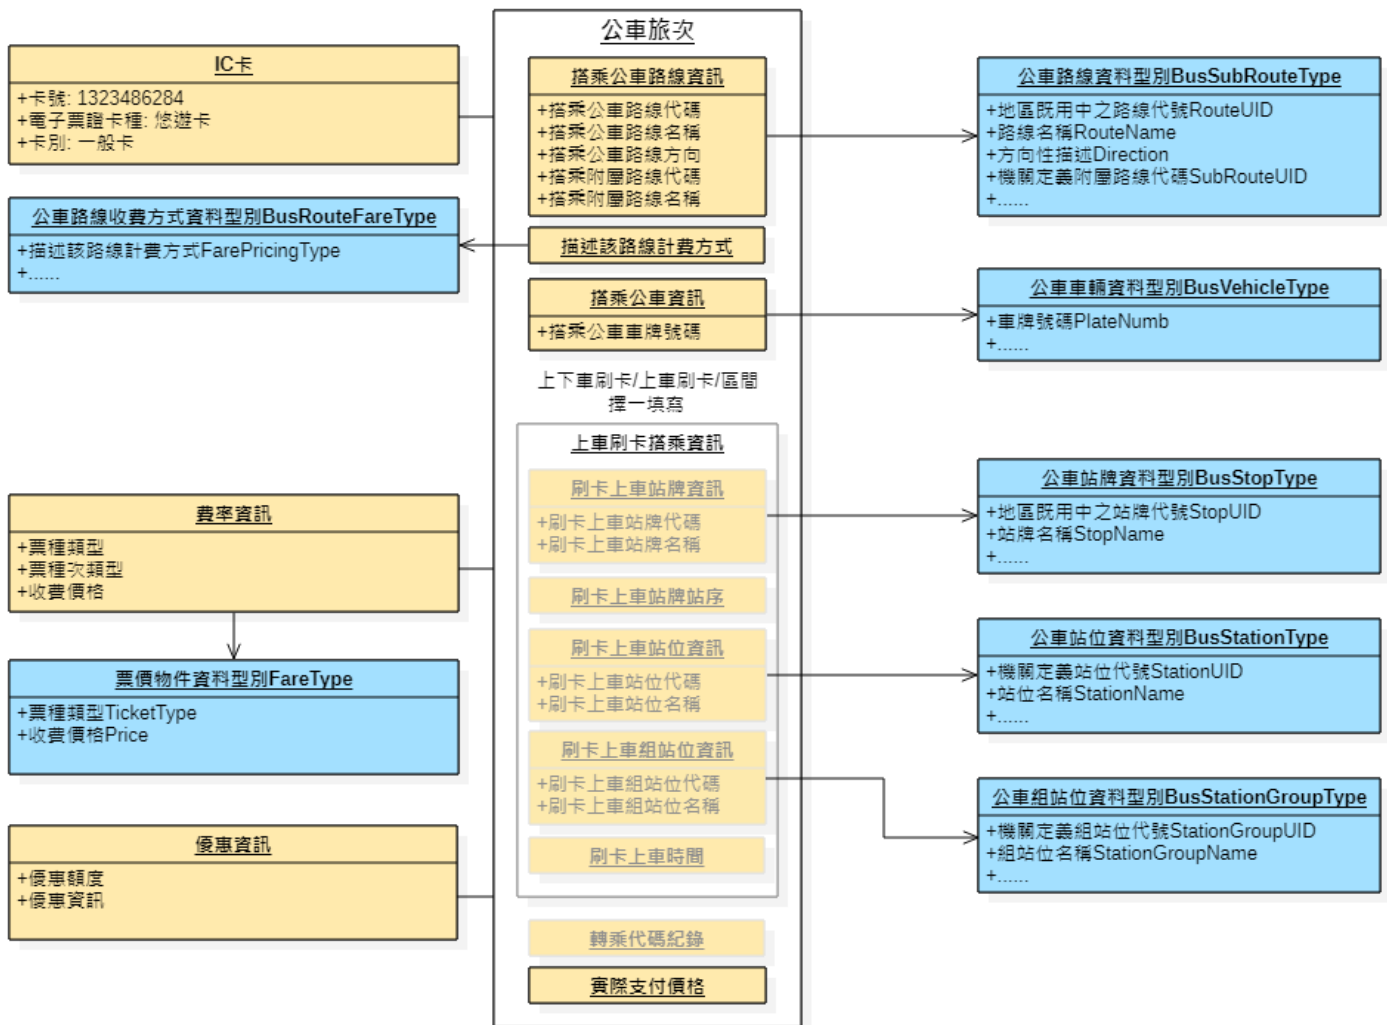 公車旅次
IC卡
+卡號: 1323486284
+電子票證卡種: 悠遊卡
+卡別: 一般卡
公車路線收費方式資料型別BusRouteFareType
+描述該路線計費方式FarePricingType
+......
費率資訊
+票種類型
+票種次類型
+收費價格
票價物件資料型別FareType
+票種類型TicketType
+收費價格Price
優惠資訊
+優惠額度
+優惠資訊
搭乘公車路線資訊
+搭乘公車路線代碼
+搭乘公車路線名稱
+搭乘公車路線方向
+搭乘附屬路線代碼
+搭乘附屬路線名稱
描述該路線計費方式
搭乘公車資訊
+搭乘公車車牌號碼
上下車刷卡/上車刷卡/區間
擇一填寫
上車刷卡搭乘資訊
刷卡上車站牌資訊
+刷卡上車站牌代碼
+刷卡上車站牌名稱
刷卡上車站牌站序
刷卡上車站位資訊
+刷卡上車站位代碼
+刷卡上車站位名稱
刷卡上車組站位資訊
+刷卡上車組站位代碼
+刷卡上車組站位名稱
刷卡上車時間
轉乘代碼紀錄
實際支付價格
公車路線資料型別BusSubRouteType
+地區既用中之路線代號RouteUID
+路線名稱RouteName
+方向性描述Direction
+機關定義附屬路線代碼SubRouteUID
+......
公車車輛資料型別BusVehicleType
+車牌號碼PlateNumb
+......
公車站牌資料型別BusStopType
+地區既用中之站牌代號StopUID
+站牌名稱StopName
+......
公車站位資料型別BusStationType
+機關定義站位代號StationUID
+站位名稱StationName
+......
公車組站位資料型別BusStationGroupType
+機關定義組站位代號StationGroupUID
+組站位名稱StationGroupName
+......